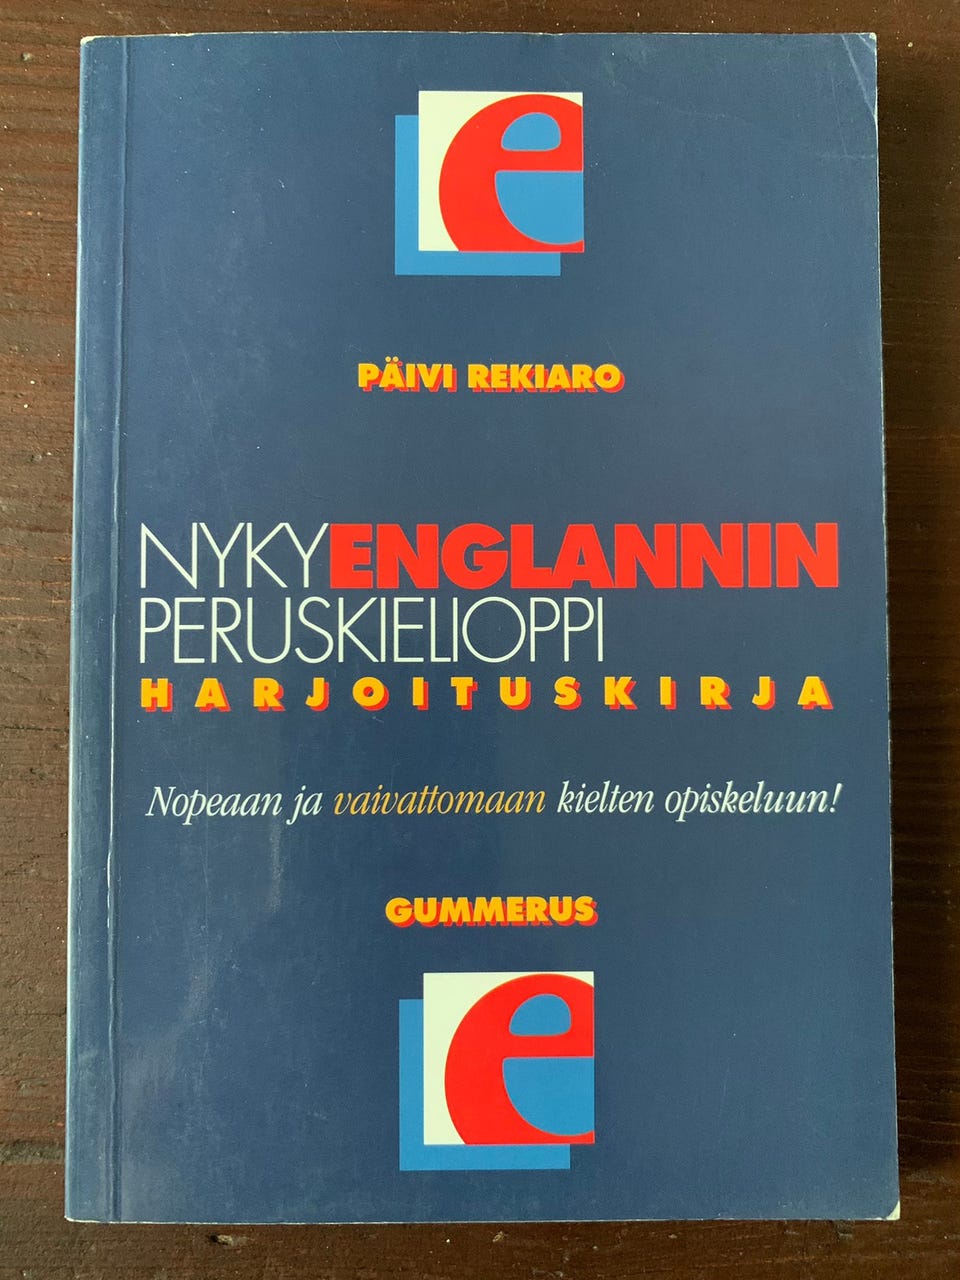 e
PÄIVI REKIARO
NYKYENGLANNIN
PERUSKIELIOPPI
HARJOITUSKIRJA
Nopeaan ja vaivattomaan kielten opiskeluun!
GUMMERUS
e